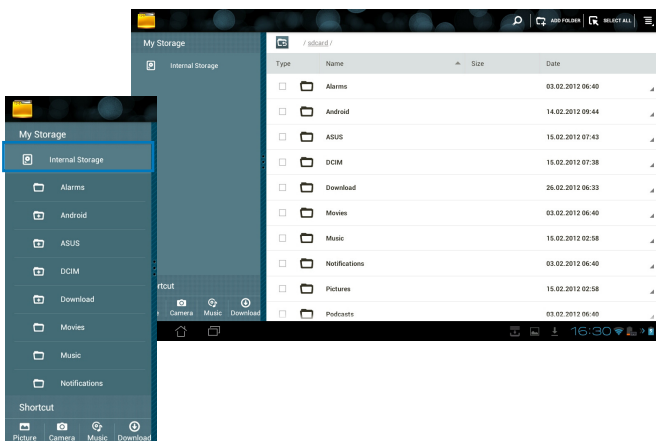 ADD FOLDER SELECT ALL
My Storage
Internal Storage
/ sdcard /
Type Name Size Date
Alarms 03.02.2012 06:40
Android 14.02.2012 09:44
ASUS 15.02.2012 07:43
DCIM 15.02.2012 07:38
Download 26.02.2012 06:33
Movies 03.02.2012 06:40
Music 15.02.2012 02:58
Notifications 03.02.2012 06:40
Pictures 15.02.2012 02:58
Podcasts 03.02.2012 06:40
rtcut
e Camera Music Download
16:30
My Storage
Internal Storage
Alarms
Android
ASUS
DCIM
Download
Movies
Music
Notifications
Shortcut
Picture Camera Music Download